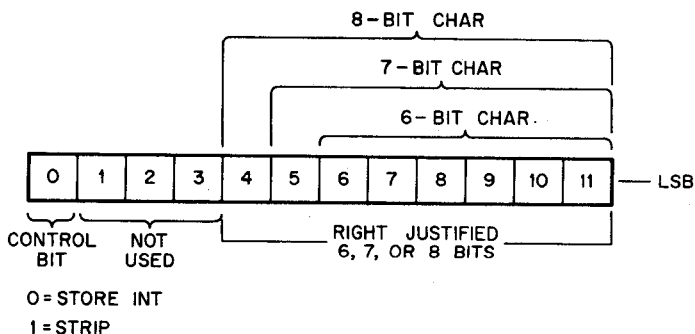 8-BIT CHAR
7-BIT CHAR
6-BIT CHAR.
0 1 2 3 4 5 6 7 8 9 10 11 LSB
CONTROL BIT
NOT USED
RIGHT JUSTIFIED
6, 7, OR 8 BITS
0 = STORE INT
1 = STRIP